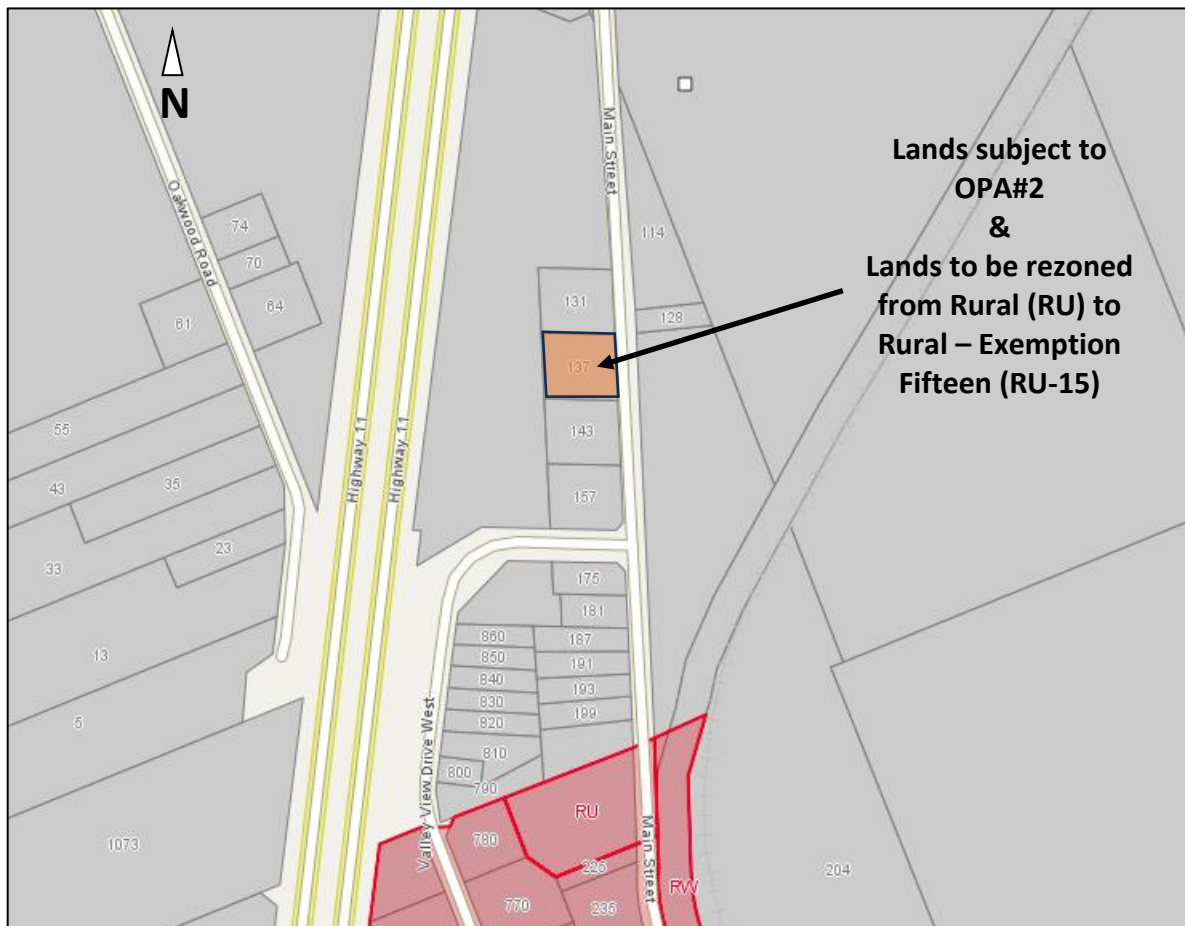 N
Lands subject to
OPA#2
&
Lands to be rezoned
from Rural (RU) to
Rural – Exemption
Fifteen (RU-15)
Oakwood Road
Highway 11
Highway 11
Main Street
74
70
64
61
114
131
128
137
143
157
55
43
35
33
23
13
5
1073
175
181
860
187
850
191
840
193
830
199
820
810
800
790
Valley View Drive West
780
RU
Main Street
225
770
235
RW
204